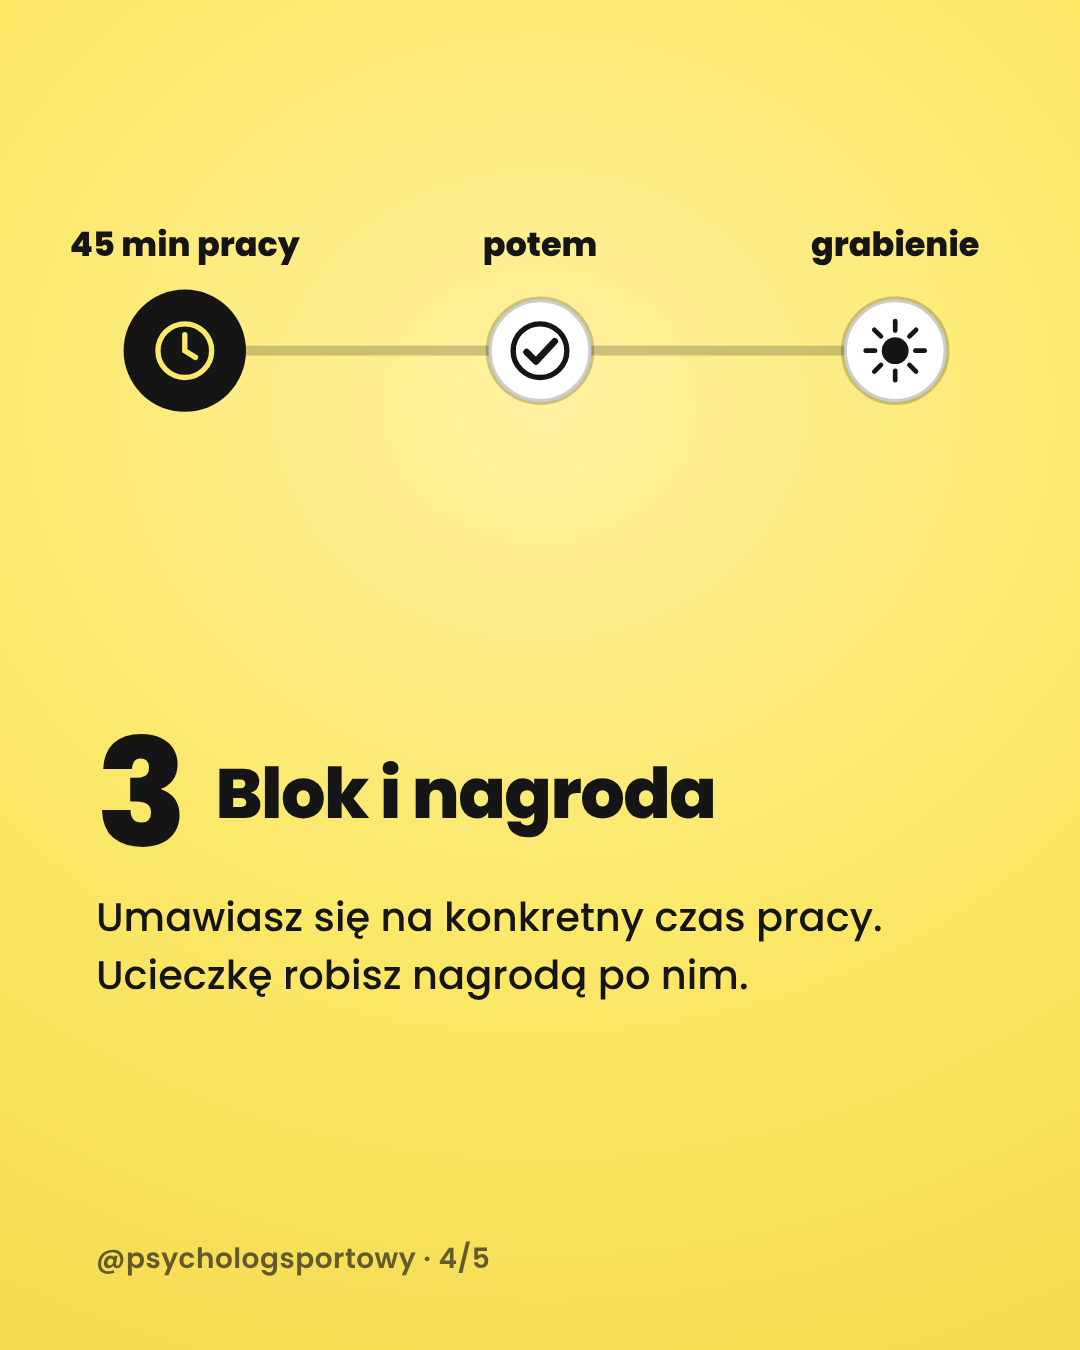 45 min pracy
potem
grabienie
3 Blok i nagroda
Umawiasz się na konkretny czas pracy.
Ucieczkę robisz nagrodą po nim.
@psychologsportowy · 4/5